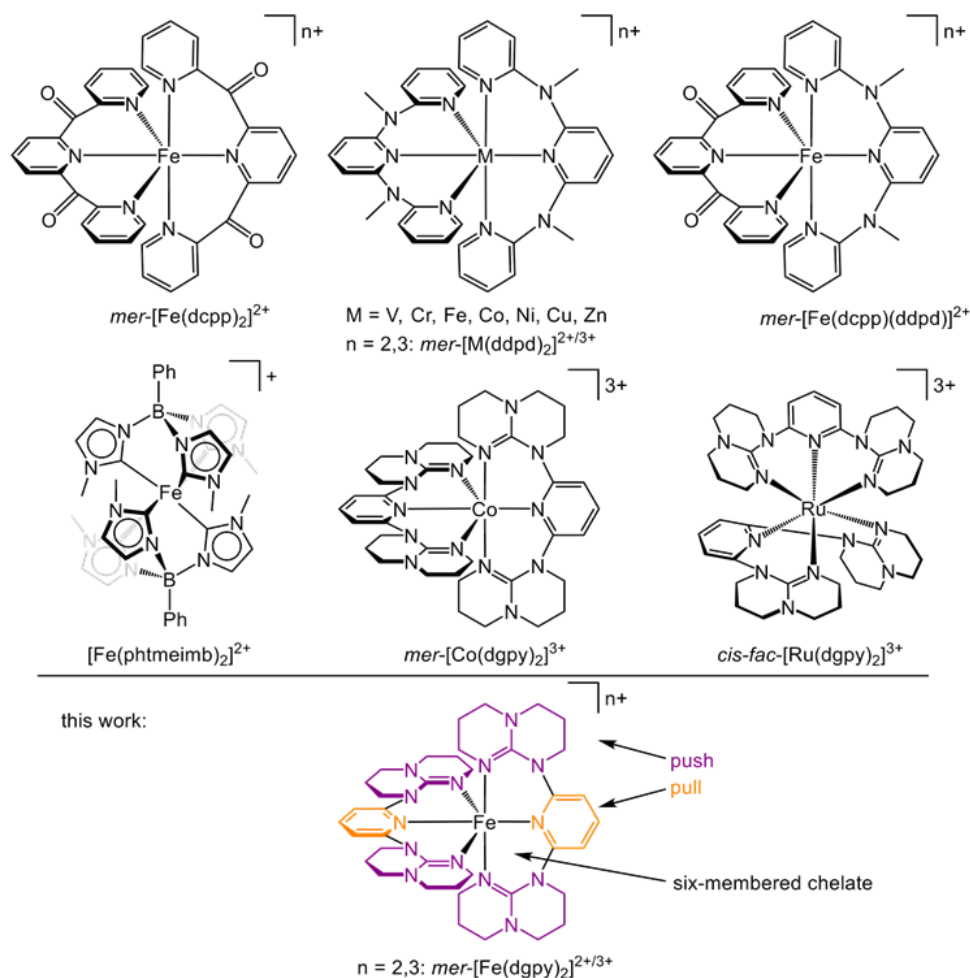 n+
O
N
N
O
N
Fe
N
O
N
N
O
mer-[Fe(dcpp)₂]²⁺
n+
N
N
N
N
N
M
N
N
N
N
N
M = V, Cr, Fe, Co, Ni, Cu, Zn
n = 2,3: mer-[M(ddpd)₂]²⁺/³⁺
n+
O
N
N
N
N
Fe
N
O
N
N
N
mer-[Fe(dcpp)(ddpd)]²⁺
+
Ph
B
N
N
N
N
N
N
Fe
N
N
N
N
N
N
B
Ph
[Fe(phtmeimb)₂]²⁺
3+
N
N
N
N
N
N
N
N
Co
N
N
N
N
N
N
N
mer-[Co(dgpy)₂]³⁺
3+
N
N
N
N
N
N
N
Ru
N
N
N
N
N
N
N
cis-fac-[Ru(dgpy)₂]³⁺
this work:
n+
N
N
N
N
N
N
N
N
Fe
N
N
N
N
N
N
N
push
pull
six-membered chelate
n = 2,3: mer-[Fe(dgpy)₂]²⁺/³⁺